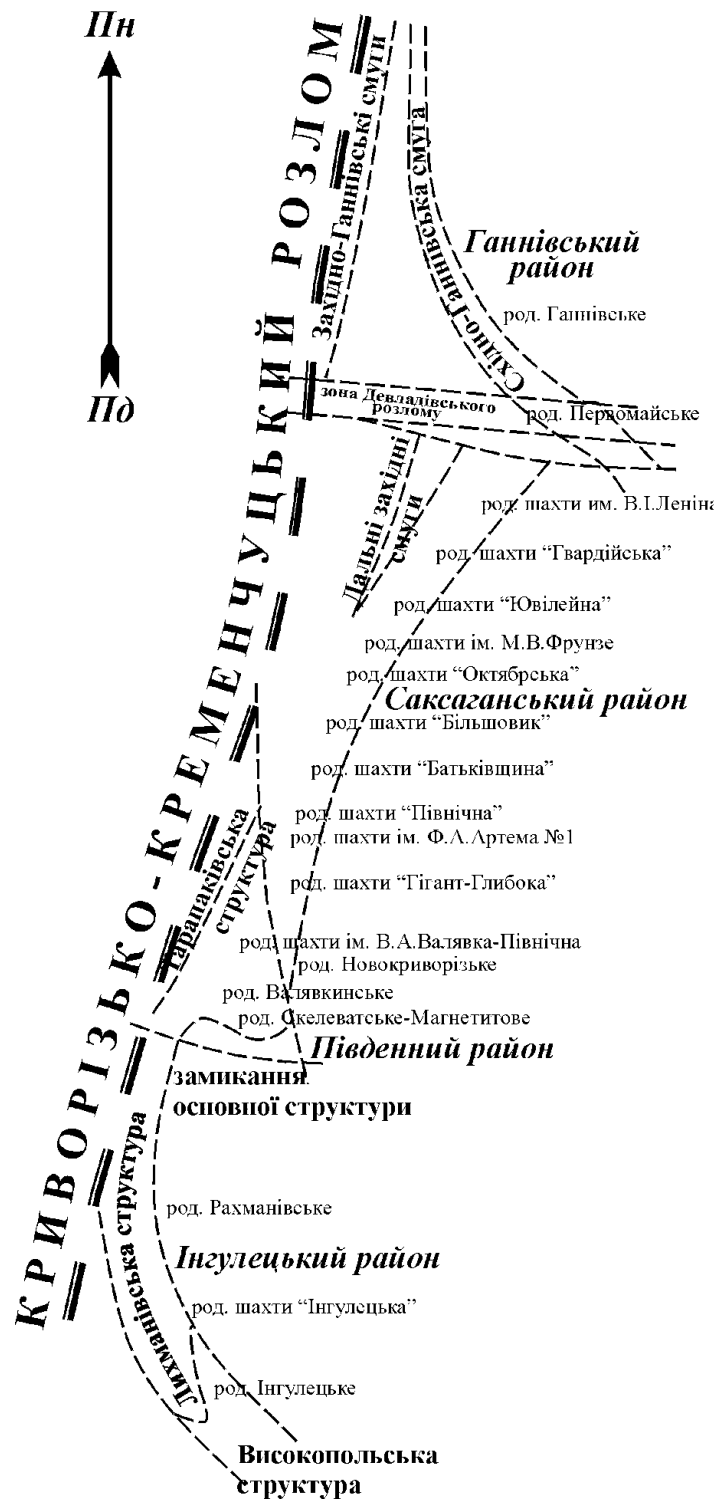 Пн
Пд
КРИВОРІЗЬКО-КРЕМЕНЧУЦЬКИЙ РОЗЛОМ
Західно-Ганнівські смуги
Східно-Ганнівська смуга
Ганнівський
район
род. Ганнівське
зона Девладівського
розлому
род. Первомайське
Дальні західні
смуги
род. шахти им. В.І.Леніна
род. шахти “Гвардійська”
род. шахти “Ювілейна”
род. шахти ім. М.В.Фрунзе
род. шахти “Октябрська”
Саксаганський район
род. шахти “Більшовик”
род. шахти “Батьківщина”
род. шахти “Північна”
род. шахти ім. Ф.А.Артема №1
Тарапаківська
структура
род. шахти “Гігант-Глибока”
род. шахти ім. В.А.Валявка-Північна
род. Новокриворізьке
род. Валявкинське
род. Скелеватське-Магнетитове
Південний район
замикання
основної структури
Лихманівська структура
род. Рахманівське
Інгулецький район
род. шахти “Інгулецька”
род. Інгулецьке
Високопольська
структура